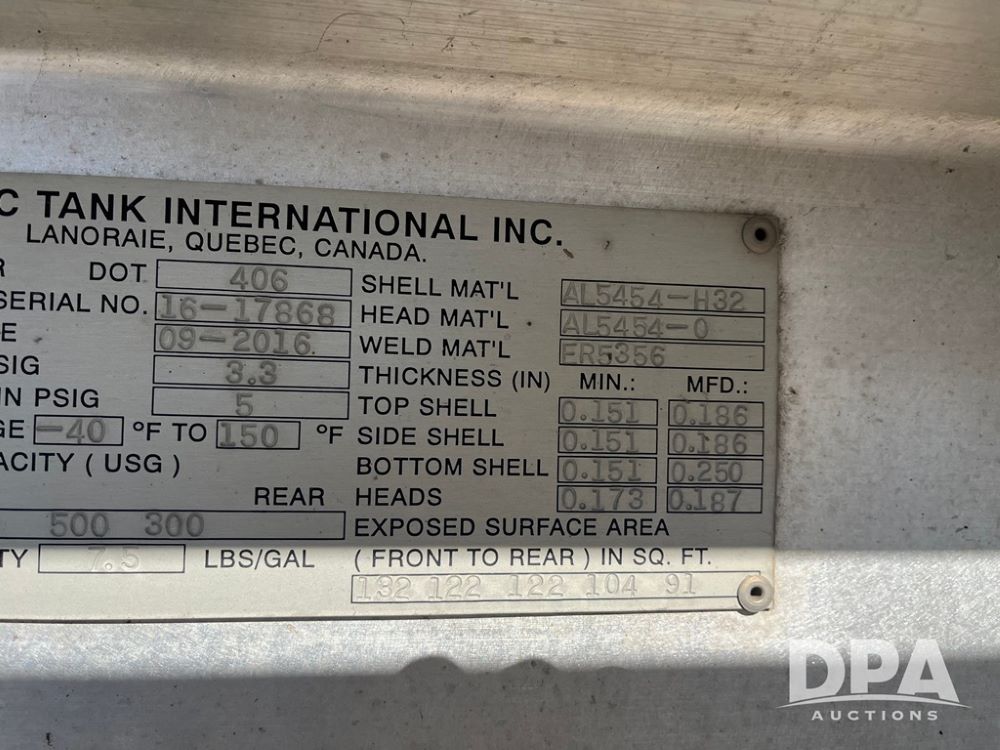 C TANK INTERNATIONAL INC.
LANORAIE, QUEBEC, CANADA.
R DOT 406
SERIAL NO. 16-17868
E 09-2016
SIG 3.3
IN PSIG 5
GE -40 °F TO 150 °F
ACITY ( USG )
REAR
500 300
TY 7.5 LBS/GAL
SHELL MAT'L AL5454-H32
HEAD MAT'L AL5454-0
WELD MAT'L ER5356
THICKNESS (IN) MIN.: MFD.:
TOP SHELL 0.151 0.186
SIDE SHELL 0.151 0.186
BOTTOM SHELL 0.151 0.250
HEADS 0.173 0.187
EXPOSED SURFACE AREA
( FRONT TO REAR ) IN SQ. FT.
132 122 122 104 91
DPA
AUCTIONS